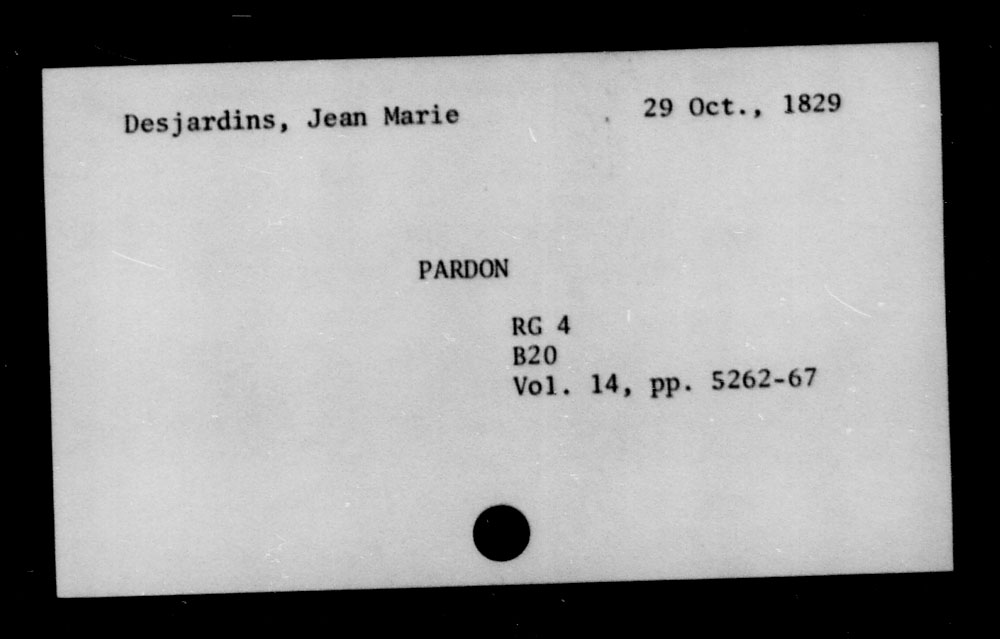 Desjardins, Jean Marie 29 Oct., 1829
PARDON
RG 4
B20
Vol. 14, pp. 5262-67